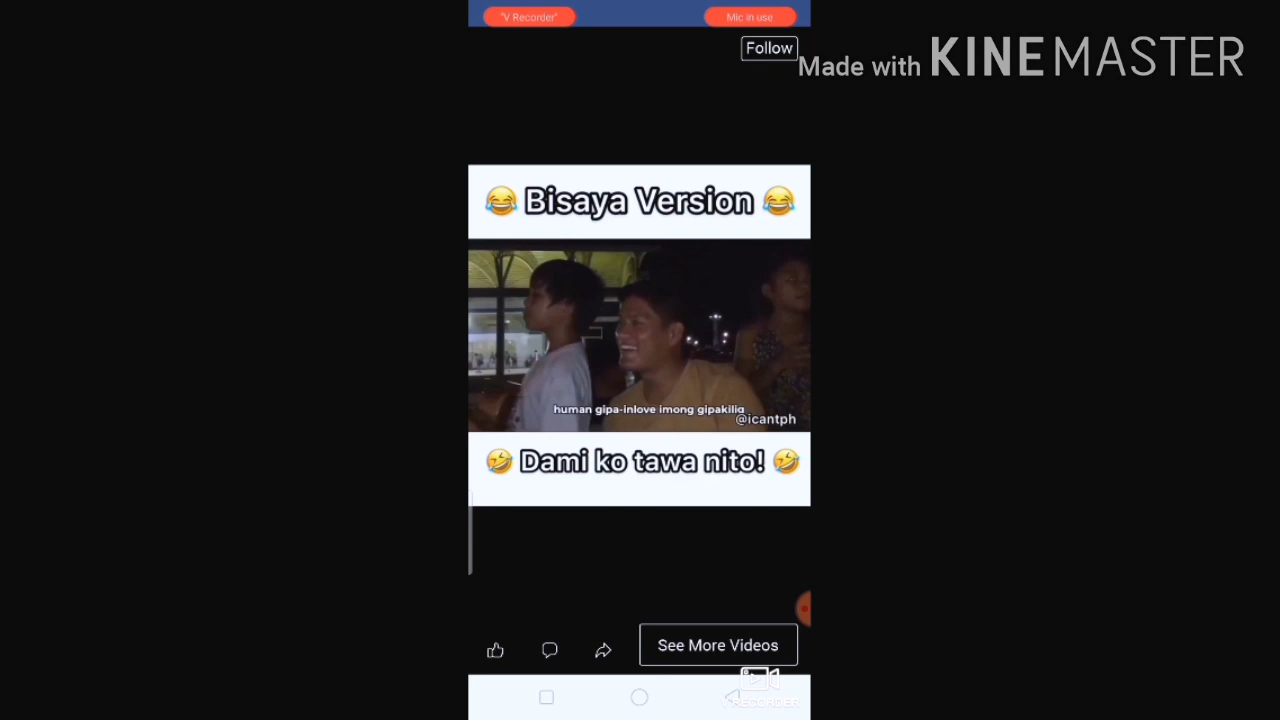 "V Recorder"
Mic in use
Follow
Made with KINEMASTER
😂 Bisaya Version 😂
human gipa-inlove imong gipakilig
@icantph
🤣 Dami ko tawa nito! 🤣
See More Videos
V RECORDER